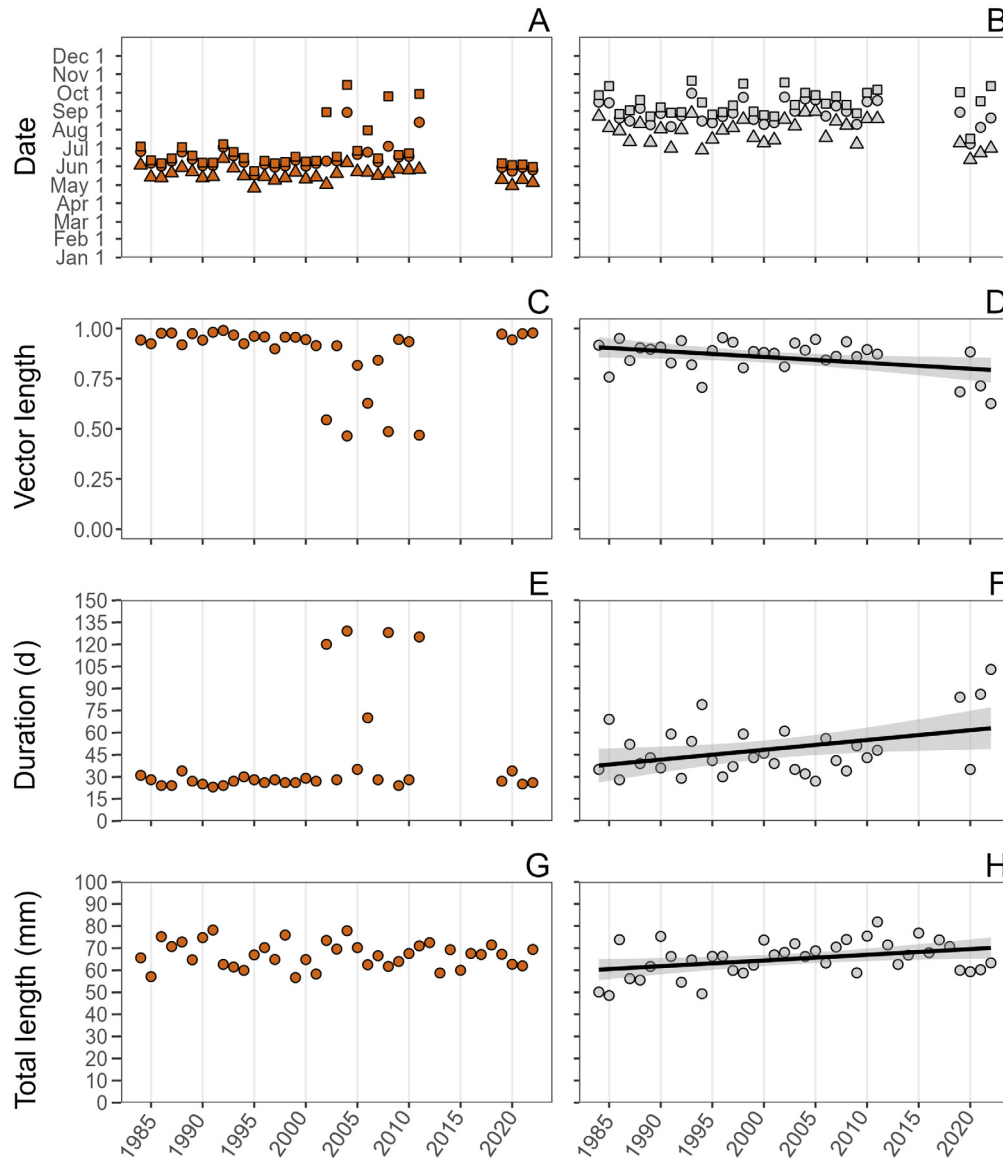 A
B
Date
Dec 1
Nov 1
Oct 1
Sep 1
Aug 1
Jul 1
Jun 1
May 1
Apr 1
Mar 1
Feb 1
Jan 1
C
D
Vector length
1.00
0.75
0.50
0.25
0.00
E
F
Duration (d)
150
135
120
105
90
75
60
45
30
15
0
G
H
Total length (mm)
100
90
80
70
60
50
40
30
20
10
0
1985 1990 1995 2000 2005 2010 2015 2020
1985 1990 1995 2000 2005 2010 2015 2020